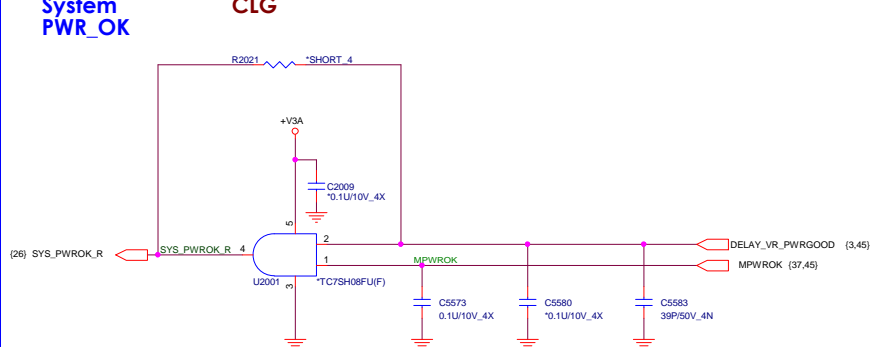 System CLG
PWR_OK
R2021 *SHORT_4
+V3A
C2009
*0.1U/10V_4X
5
2
DELAY_VR_PWRGOOD {3,45}
{26} SYS_PWROK_R
SYS_PWROK_R 4
1
MPWROK
MPWROK {37,45}
U2001
3
*TC7SH08FU(F)
C5573
0.1U/10V_4X
C5580
*0.1U/10V_4X
C5583
39P/50V_4N